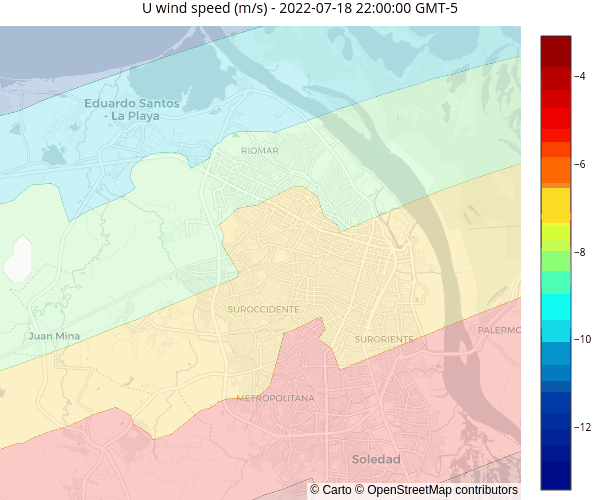 U wind speed (m/s) - 2022-07-18 22:00:00 GMT-5
Eduardo Santos
- La Playa
RIOMAR
SUROCCIDENTE
Juan Mina
SURORIENTE
PALERMO
METROPOLITANA
Soledad
© Carto © OpenStreetMap contributors
−4
−6
−8
−10
−12